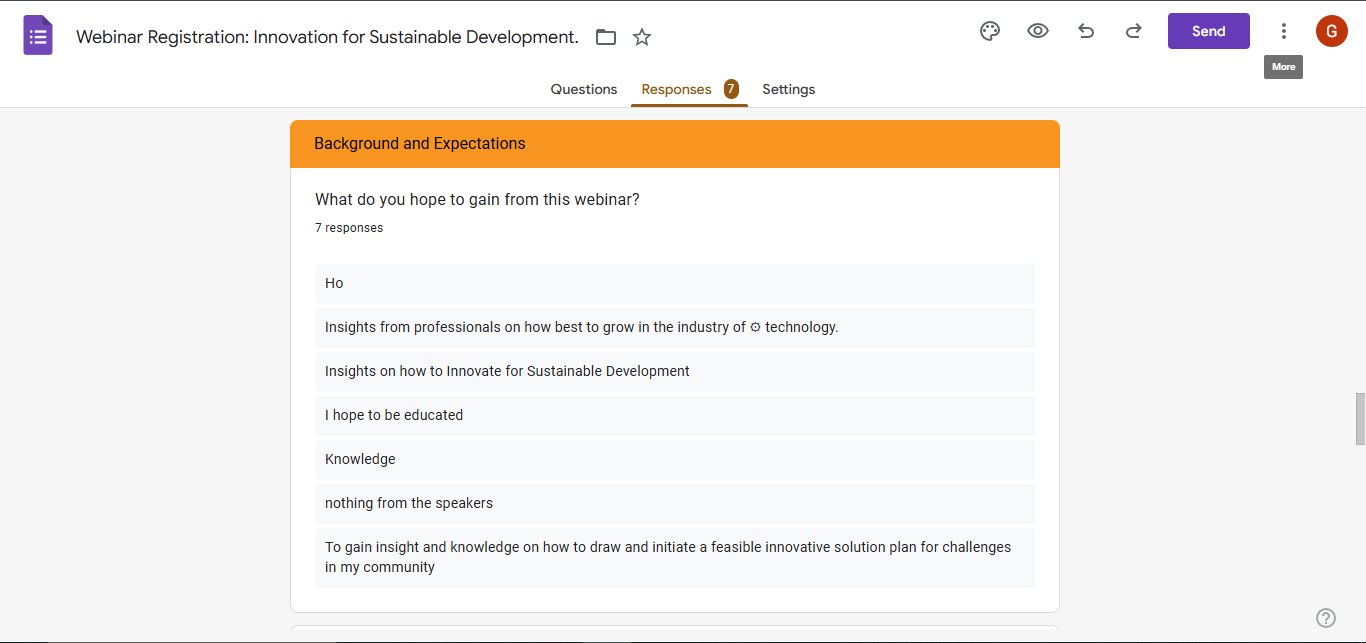 Webinar Registration: Innovation for Sustainable Development.
Send
G
More
Questions
Responses 7
Settings
Background and Expectations
What do you hope to gain from this webinar?
7 responses
Ho
Insights from professionals on how best to grow in the industry of ⚙ technology.
Insights on how to Innovate for Sustainable Development
I hope to be educated
Knowledge
nothing from the speakers
To gain insight and knowledge on how to draw and initiate a feasible innovative solution plan for challenges
in my community